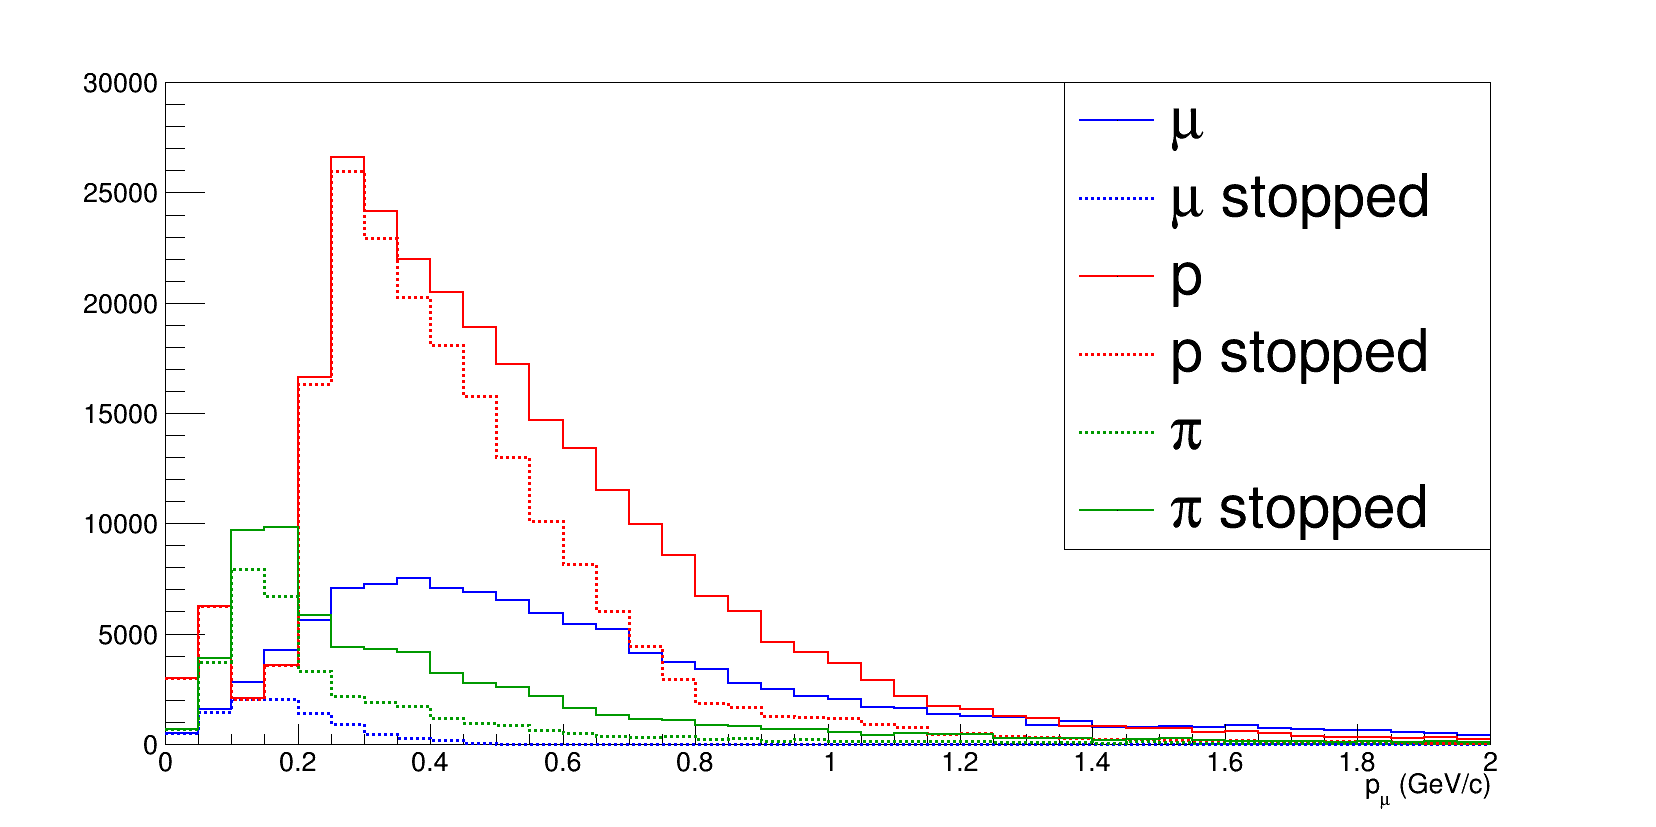 30000
25000
20000
15000
10000
5000
0
0 0.2 0.4 0.6 0.8 1 1.2 1.4 1.6 1.8 2
p_μ (GeV/c)
μ
μ stopped
p
p stopped
π
π stopped